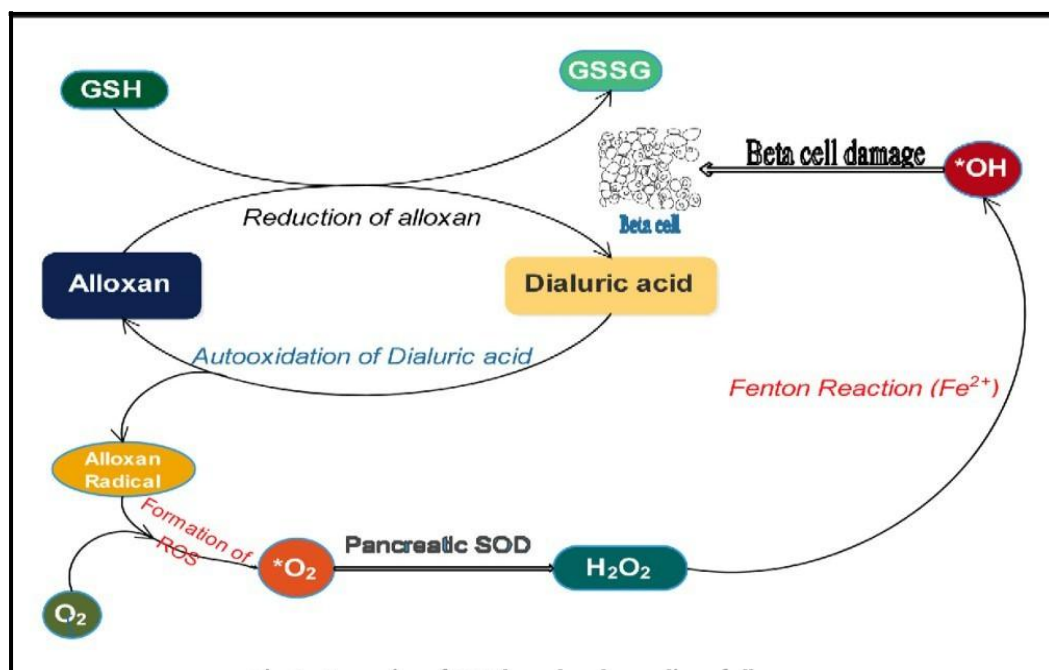 GSH
GSSG
Beta cell damage
*OH
Reduction of alloxan
Beta cell
Alloxan
Dialuric acid
Autooxidation of Dialuric acid
Fenton Reaction (Fe²⁺)
Alloxan
Radical
Formation of
ROS
*O₂
Pancreatic SOD
H₂O₂
O₂